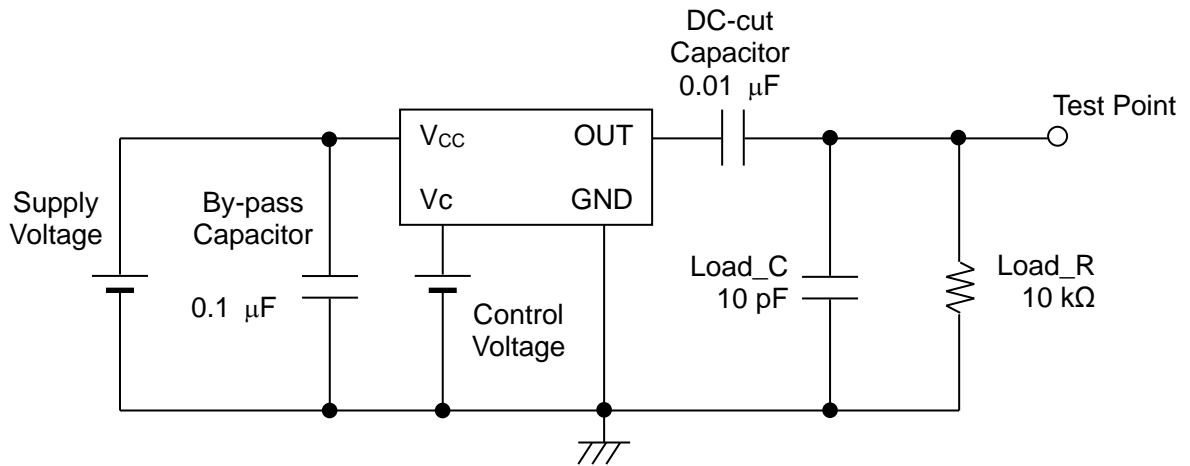 DC-cut
Capacitor
0.01 μF
Test Point
VCC
OUT
Vc
GND
Supply
Voltage
By-pass
Capacitor
0.1 μF
Control
Voltage
Load_C
10 pF
Load_R
10 kΩ